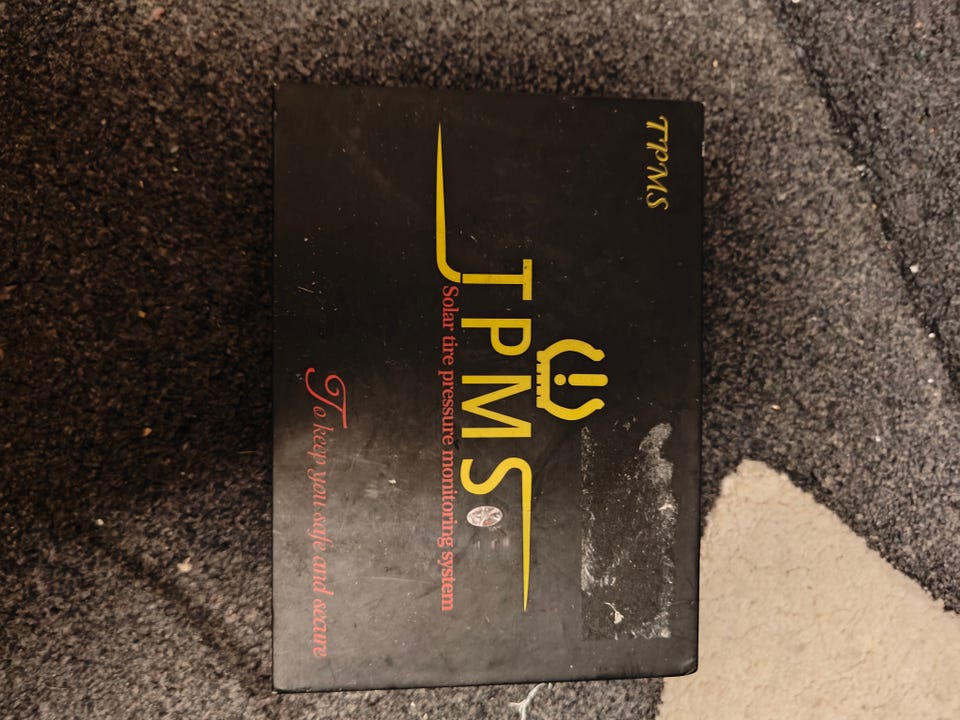 TPMS
TPMS
Solar tire pressure monitoring system
To keep you safe and secure